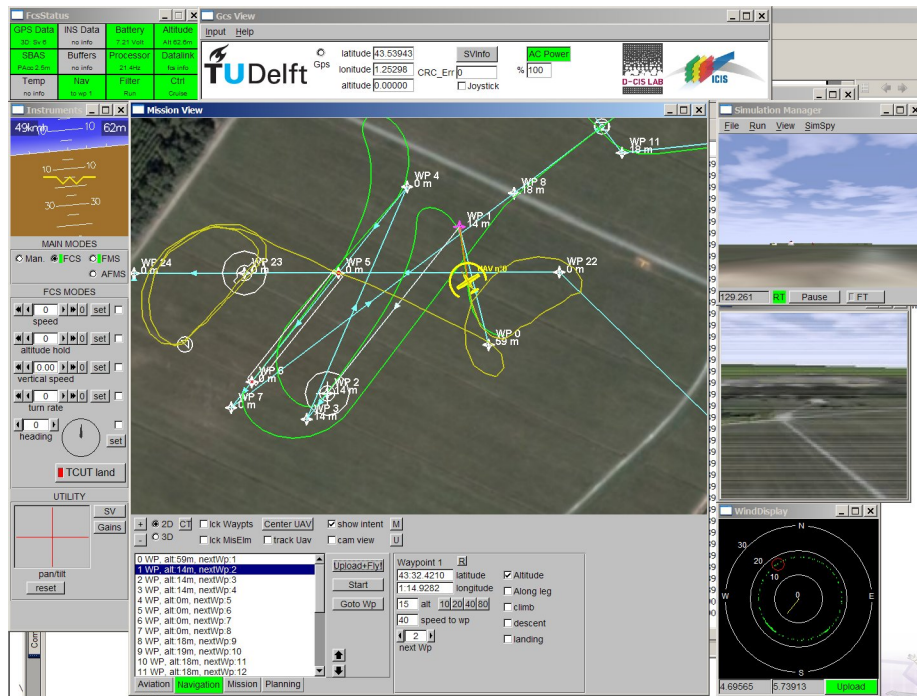 FcsStatus
GPS Data
3D Sv:6
INS Data
no info
Battery
7.21 Volt
Altitude
Alt 62.6m
SBAS
PAcc 2.5m
Buffers
no info
Processor
21.4Hz
Datalink
Temp
no info
Nav
to wp 1
Filter
Run
Ctrl
Cruise
Gcs View
Input Help
TUDelft
Gps
latitude 43.53943
lonitude 1.25298
altitude 0.00000
CRC_Err 0
SVInfo
Joystick
AC Power
% 100
D-CIS LAB
ICIS
Instruments
49kmh 10 62m
10 10
30 30
MAIN MODES
Man. FCS FMS
AFMS
FCS MODES
0 0 set
speed
0 0 set
altitude hold
0.00 0 set
vertical speed
0 0 set
turn rate
0
heading
set
TCUT land
UTILITY
SV
Gains
pan/tilt
reset
Mission View
WP 11
18 m
WP 4
0 m
WP 8
18 m
WP 1
14 m
WP 24
0 m
WP 23
0 m
WP 5
0 m
UAV n:0
WP 22
0 m
WP 0
59 m
WP 6
0 m
WP 7
0 m
WP 2
14 m
WP 3
14 m
+ 2D CT lck Waypts Center UAV show intent M
- 3D lck MisElm track Uav cam view U
0 WP, alt:59m, nextWp:1
1 WP, alt:14m, nextWp:2
2 WP, alt:14m, nextWp:3
3 WP, alt:14m, nextWp:4
4 WP, alt:0m, nextWp:5
5 WP, alt:0m, nextWp:6
6 WP, alt:0m, nextWp:7
7 WP, alt:0m, nextWp:8
8 WP, alt:18m, nextWp:9
9 WP, alt:19m, nextWp:10
10 WP, alt:18m, nextWp:11
11 WP, alt:18m, nextWp:12
Upload+Fly!
Start
Goto Wp
Waypoint 1 R
43:32.4210 latitude
1:14.9282 longitude
15 alt 10 20 40 80
40 speed to wp
2
next Wp
Altitude
Along leg
climb
descent
landing
Aviation Navigation Mission Planning
Simulation Manager
File Run View SimSpy
129.261 RT Pause FT
WindDisplay
N
30
20
10
0
W
E
S
4.69565 5.73913 Upload
Com